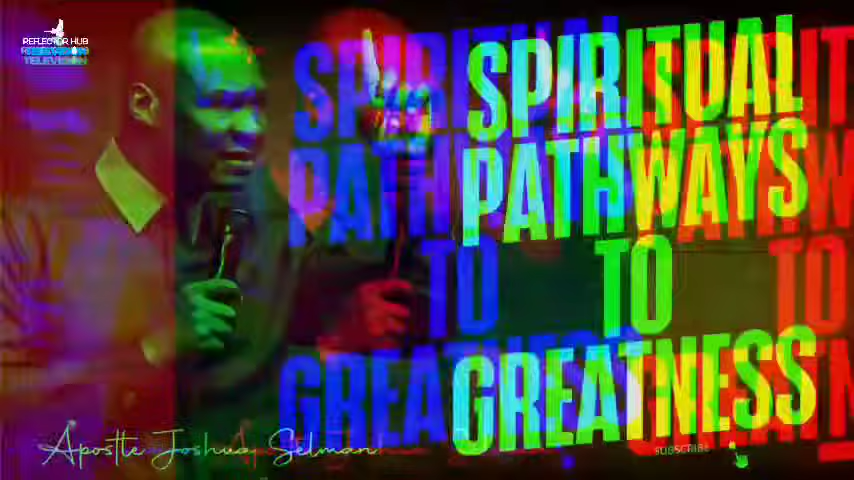 REFLECTOR HUB
TELEVISION
SPIRITUAL
PATHWAYS
TO
GREATNESS
Apostle Joshua Selman
SUBSCRIBE